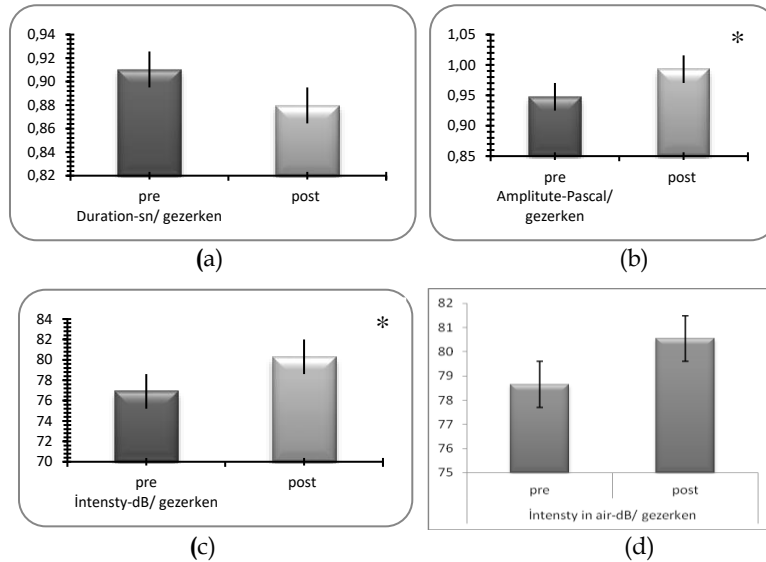 0,94
0,92
0,90
0,88
0,86
0,84
0,82
pre post
Duration-sn/ gezerken
(a)
1,05 *
1,00
0,95
0,90
0,85
pre post
Amplitute-Pascal/
gezerken
(b)
84 *
82
80
78
76
74
72
70
pre post
İntensty-dB/ gezerken
(c)
82
81
80
79
78
77
76
75
pre post
İntensty in air-dB/ gezerken
(d)